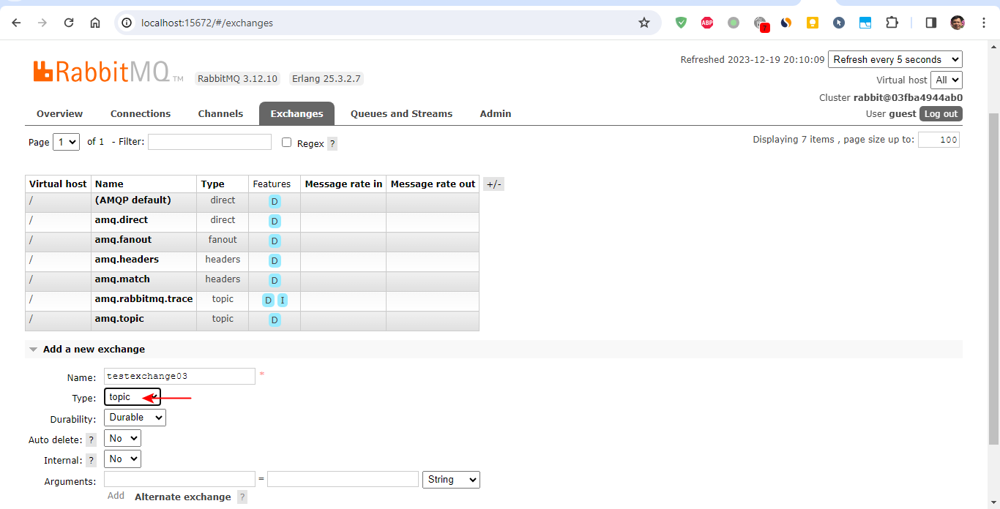 localhost:15672/#/exchanges
ABP
7
RabbitMQ TM
RabbitMQ 3.12.10
Erlang 25.3.2.7
Refreshed 2023-12-19 20:10:09 Refresh every 5 seconds
Virtual host All
Cluster rabbit@03fba4944ab0
User guest Log out
Overview Connections Channels Exchanges Queues and Streams Admin
Page 1 of 1 - Filter: Regex ?
Displaying 7 items , page size up to: 100
Virtual host Name Type Features Message rate in Message rate out +/-
/ (AMQP default) direct D
/ amq.direct direct D
/ amq.fanout fanout D
/ amq.headers headers D
/ amq.match headers D
/ amq.rabbitmq.trace topic D I
/ amq.topic topic D
Add a new exchange
Name: testexchange03 *
Type: topic
Durability: Durable
Auto delete: ? No
Internal: ? No
Arguments: = String
Add Alternate exchange ?